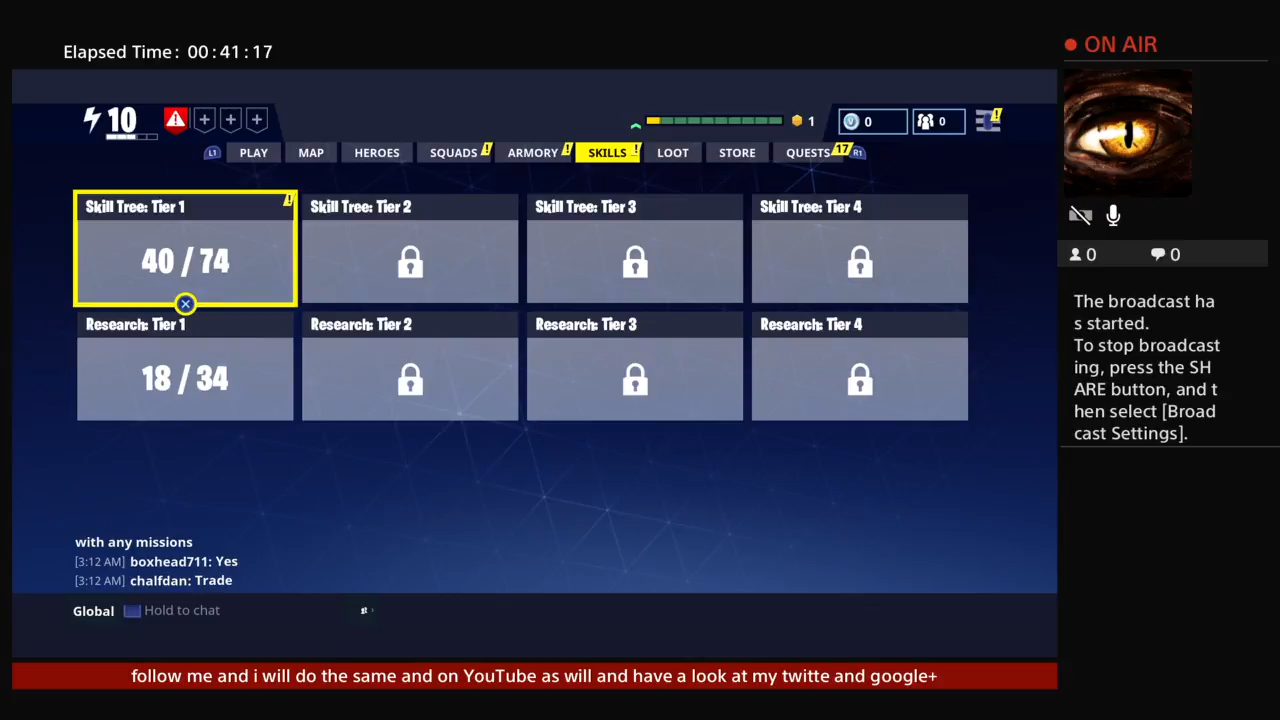 Elapsed Time: 00:41:17
ON AIR
10
1
0
0
L1
PLAY
MAP
HEROES
SQUADS
ARMORY
SKILLS
LOOT
STORE
QUESTS
17
R1
Skill Tree: Tier 1
Skill Tree: Tier 2
Skill Tree: Tier 3
Skill Tree: Tier 4
40 / 74
Research: Tier 1
Research: Tier 2
Research: Tier 3
Research: Tier 4
18 / 34
0
0
The broadcast ha
s started.
To stop broadcast
ing, press the SH
ARE button, and t
hen select [Broad
cast Settings].
with any missions
[3:12 AM] boxhead711: Yes
[3:12 AM] chalfdan: Trade
Global Hold to chat
follow me and i will do the same and on YouTube as will and have a look at my twitte and google+